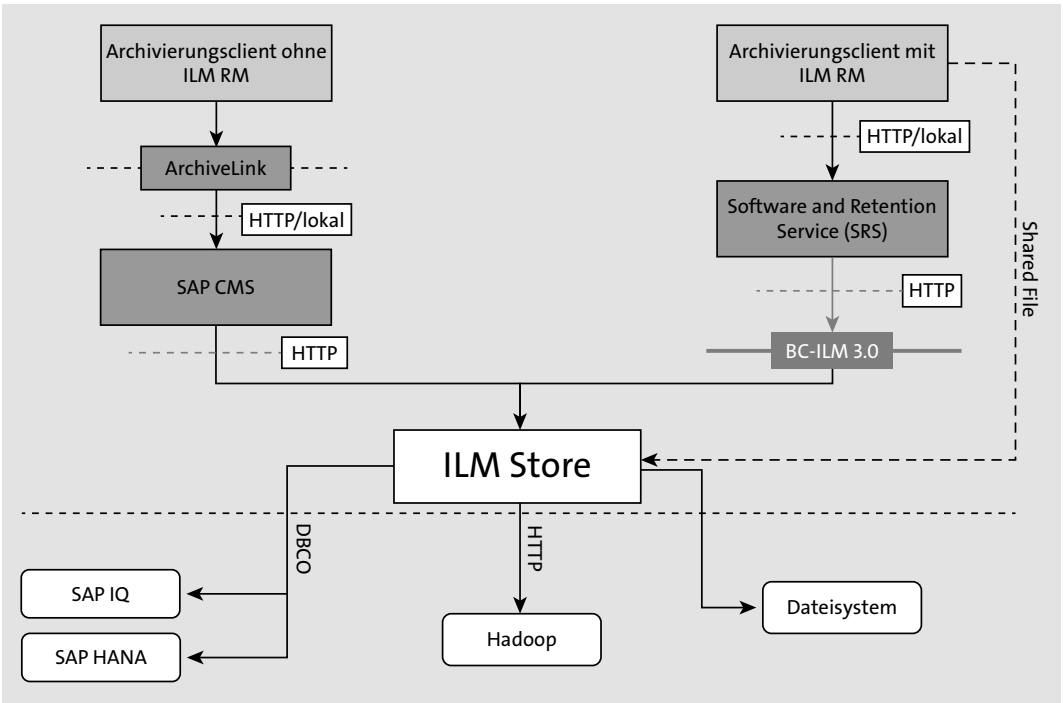 Archivierungsclient ohne
ILM RM
Archivierungsclient mit
ILM RM
HTTP/lokal
ArchiveLink
HTTP/lokal
Software and Retention
Service (SRS)
Shared File
SAP CMS
HTTP
HTTP
BC-ILM 3.0
ILM Store
DBCO
HTTP
SAP IQ
Dateisystem
Hadoop
SAP HANA